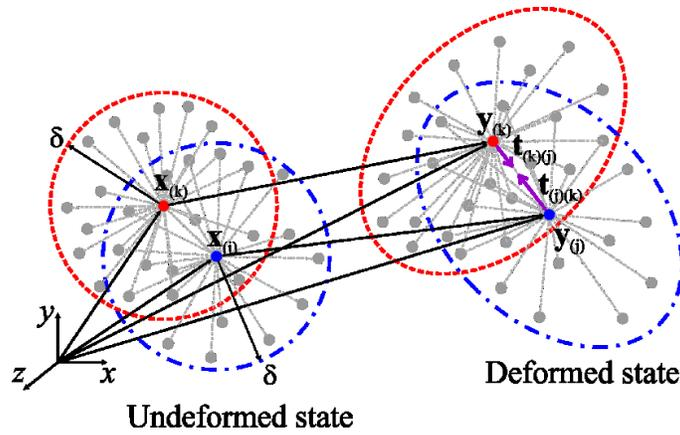 y(k)
t(k)(j)
δ
x(k)
t(j)(k)
x(j)
y(j)
y
z
x
δ
Deformed state
Undeformed state